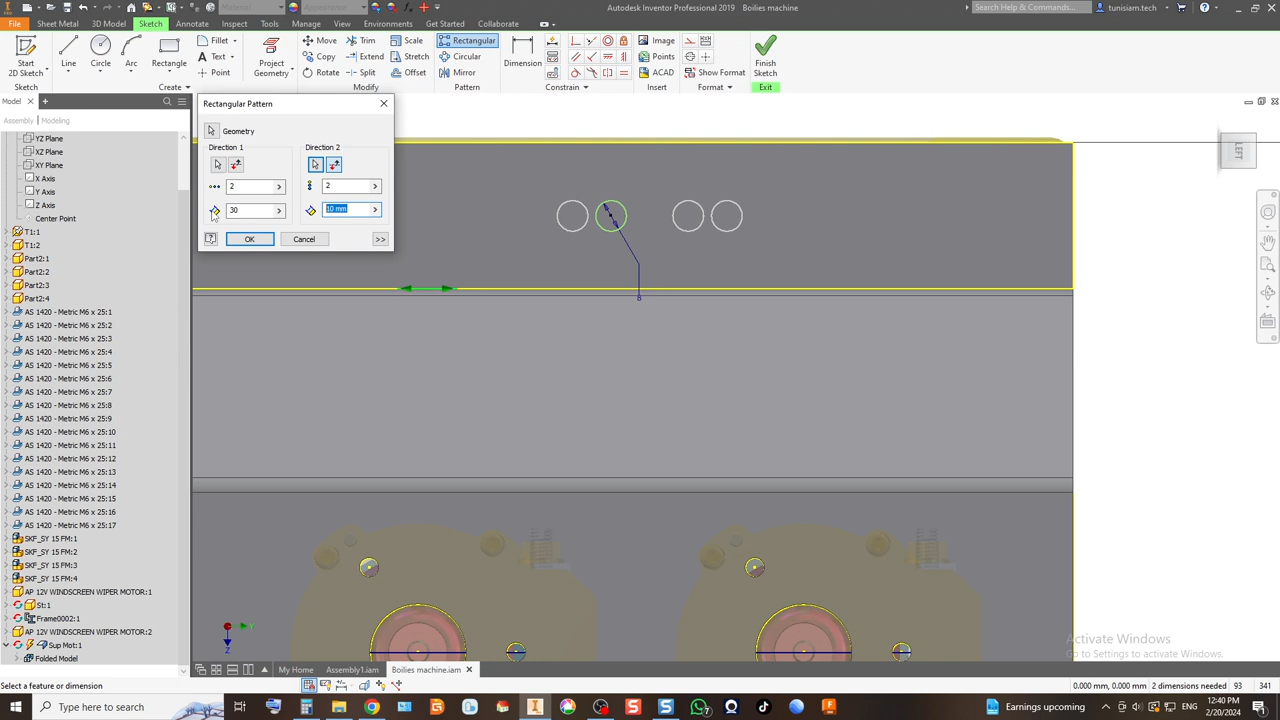 Material
Appearance
Autodesk Inventor Professional 2019
Boilies machine
Search Help & Commands...
tunisiam.tech
File
Sheet Metal
3D Model
Sketch
Annotate
Inspect
Tools
Manage
View
Environments
Get Started
Collaborate
Start
2D Sketch
Line
Circle
Arc
Rectangle
Fillet
Text
Point
Project
Geometry
Move
Copy
Rotate
Trim
Extend
Split
Scale
Stretch
Offset
Rectangular
Circular
Mirror
Dimension
Image
Points
ACAD
Show Format
Finish
Sketch
Sketch
Create
Modify
Pattern
Constrain
Insert
Format
Exit
Model
Assembly
Modeling
YZ Plane
XZ Plane
XY Plane
X Axis
Y Axis
Z Axis
Center Point
T1:1
T1:2
Part2:1
Part2:2
Part2:3
Part2:4
AS 1420 - Metric M6 x 25:1
AS 1420 - Metric M6 x 25:2
AS 1420 - Metric M6 x 25:3
AS 1420 - Metric M6 x 25:4
AS 1420 - Metric M6 x 25:5
AS 1420 - Metric M6 x 25:6
AS 1420 - Metric M6 x 25:7
AS 1420 - Metric M6 x 25:8
AS 1420 - Metric M6 x 25:9
AS 1420 - Metric M6 x 25:10
AS 1420 - Metric M6 x 25:11
AS 1420 - Metric M6 x 25:12
AS 1420 - Metric M6 x 25:13
AS 1420 - Metric M6 x 25:14
AS 1420 - Metric M6 x 25:15
AS 1420 - Metric M6 x 25:16
AS 1420 - Metric M6 x 25:17
SKF_SY 15 FM:1
SKF_SY 15 FM:2
SKF_SY 15 FM:3
SKF_SY 15 FM:4
AP 12V WINDSCREEN WIPER MOTOR:1
St:1
Frame0002:1
AP 12V WINDSCREEN WIPER MOTOR:2
Sup Mot:1
Folded Model
Rectangular Pattern
Geometry
Direction 1
Direction 2
2
2
30
10 mm
OK
Cancel
>>
8
LEFT
Y
Z
Activate Windows
Go to Settings to activate Windows.
My Home
Assembly1.iam
Boilies machine.iam
Select a feature or dimension
0.000 mm, 0.000 mm
2 dimensions needed
93
341
Type here to search
Earnings upcoming
12:40 PM
2/20/2024